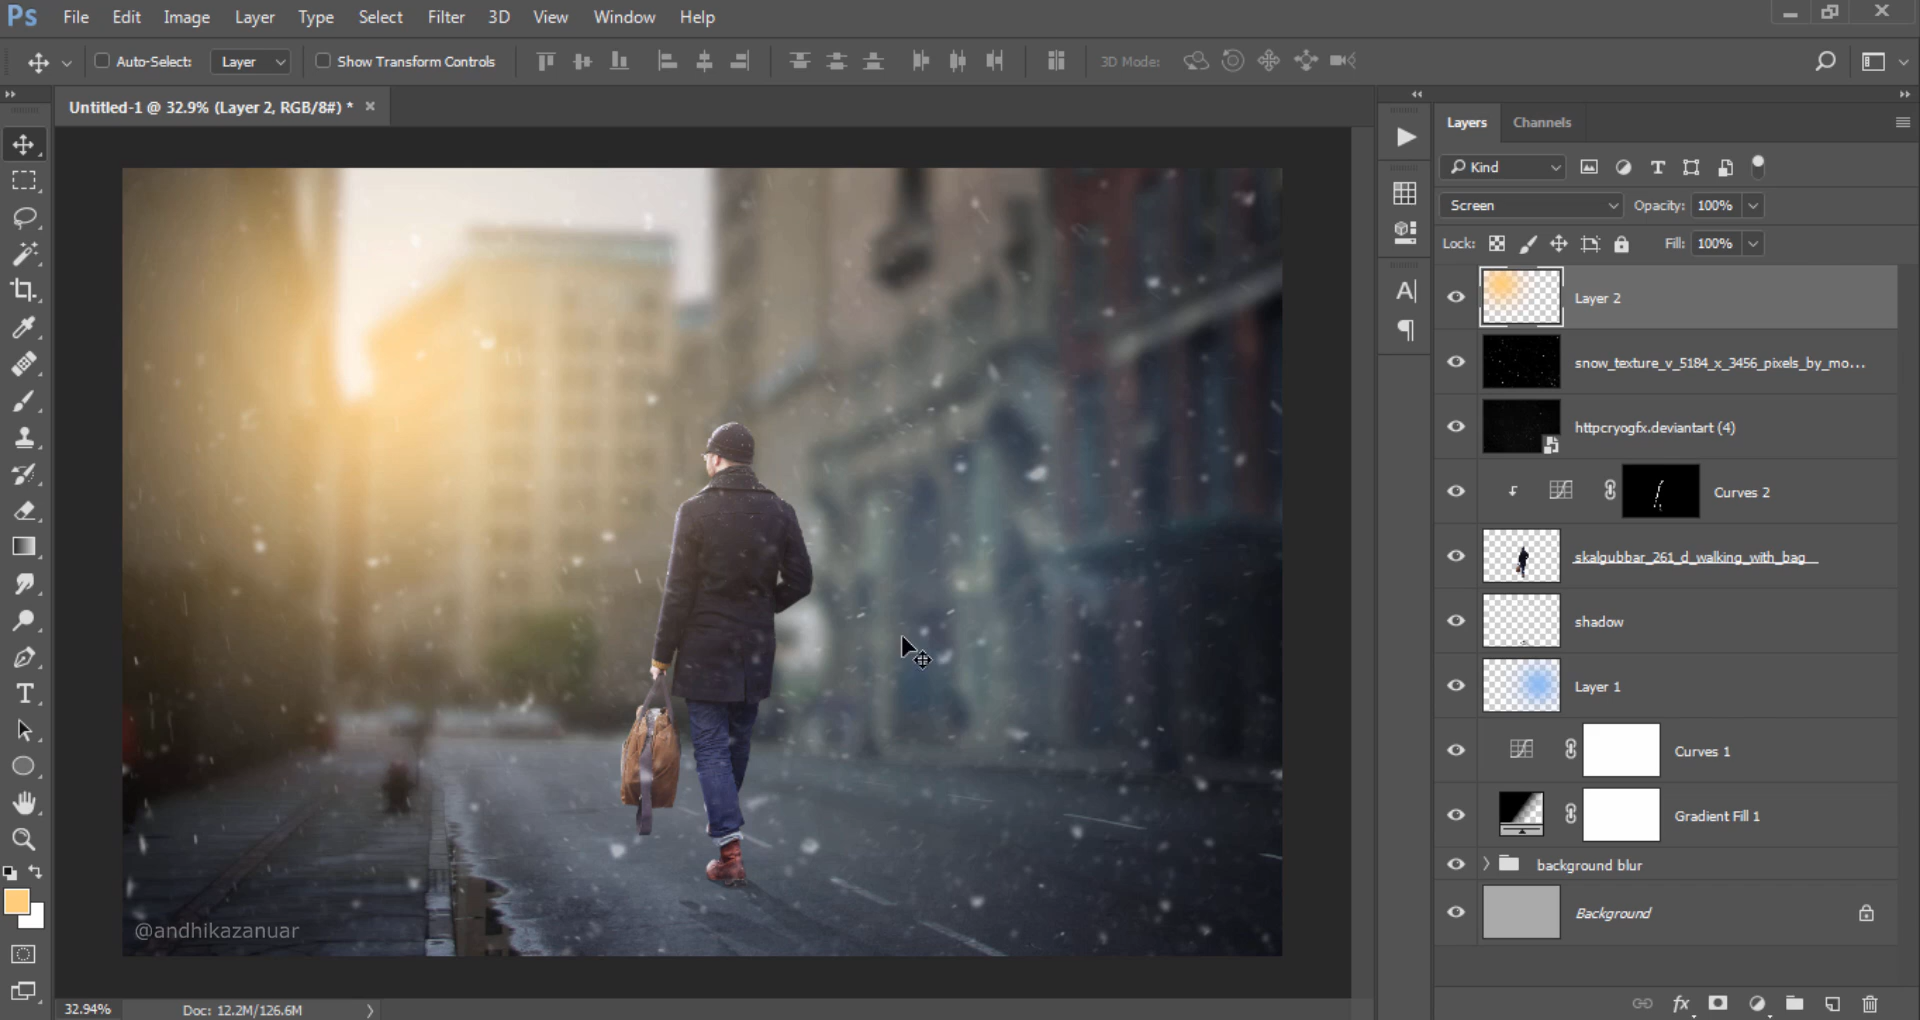 Ps File Edit Image Layer Type Select Filter 3D View Window Help
Auto-Select: Layer Show Transform Controls 3D Mode:
Untitled-1 @ 32.9% (Layer 2, RGB/8#) * ×
Layers Channels
Kind
Screen Opacity: 100%
Lock: Fill: 100%
Layer 2
snow_texture_v_5184_x_3456_pixels_by_mo...
httpcryogfx.deviantart (4)
Curves 2
skalgubbar_261_d_walking_with_bag
shadow
Layer 1
Curves 1
Gradient Fill 1
background blur
Background
@andhikazanuar
32.94% Doc: 12.2M/126.6M
fx